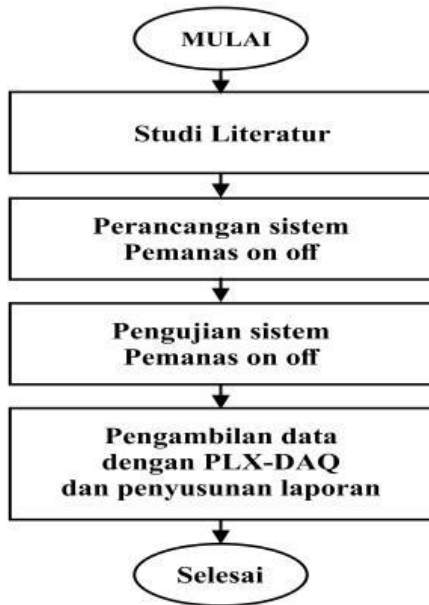 MULAI
Studi Literatur
Perancangan sistem
Pemanas on off
Pengujian sistem
Pemanas on off
Pengambilan data
dengan PLX-DAQ
dan penyusunan laporan
Selesai